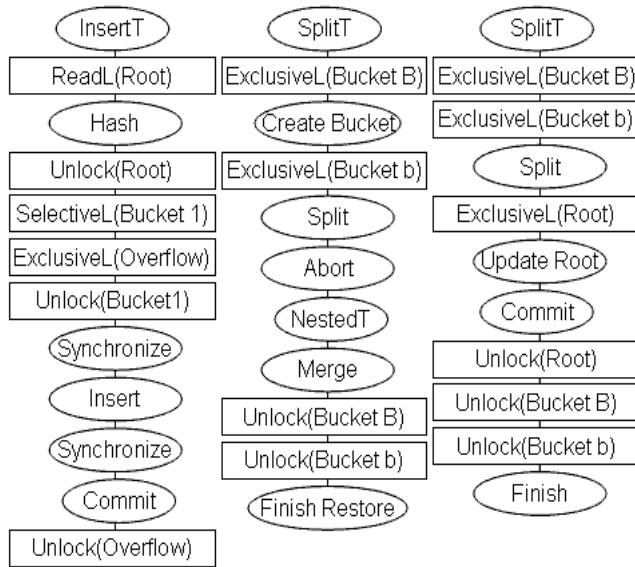 InsertT
ReadL(Root)
Hash
Unlock(Root)
SelectiveL(Bucket 1)
ExclusiveL(Overflow)
Unlock(Bucket1)
Synchronize
Insert
Synchronize
Commit
Unlock(Overflow)
SplitT
ExclusiveL(Bucket B)
Create Bucket
ExclusiveL(Bucket b)
Split
Abort
NestedT
Merge
Unlock(Bucket B)
Unlock(Bucket b)
Finish Restore
SplitT
ExclusiveL(Bucket B)
ExclusiveL(Bucket b)
Split
ExclusiveL(Root)
Update Root
Commit
Unlock(Root)
Unlock(Bucket B)
Unlock(Bucket b)
Finish